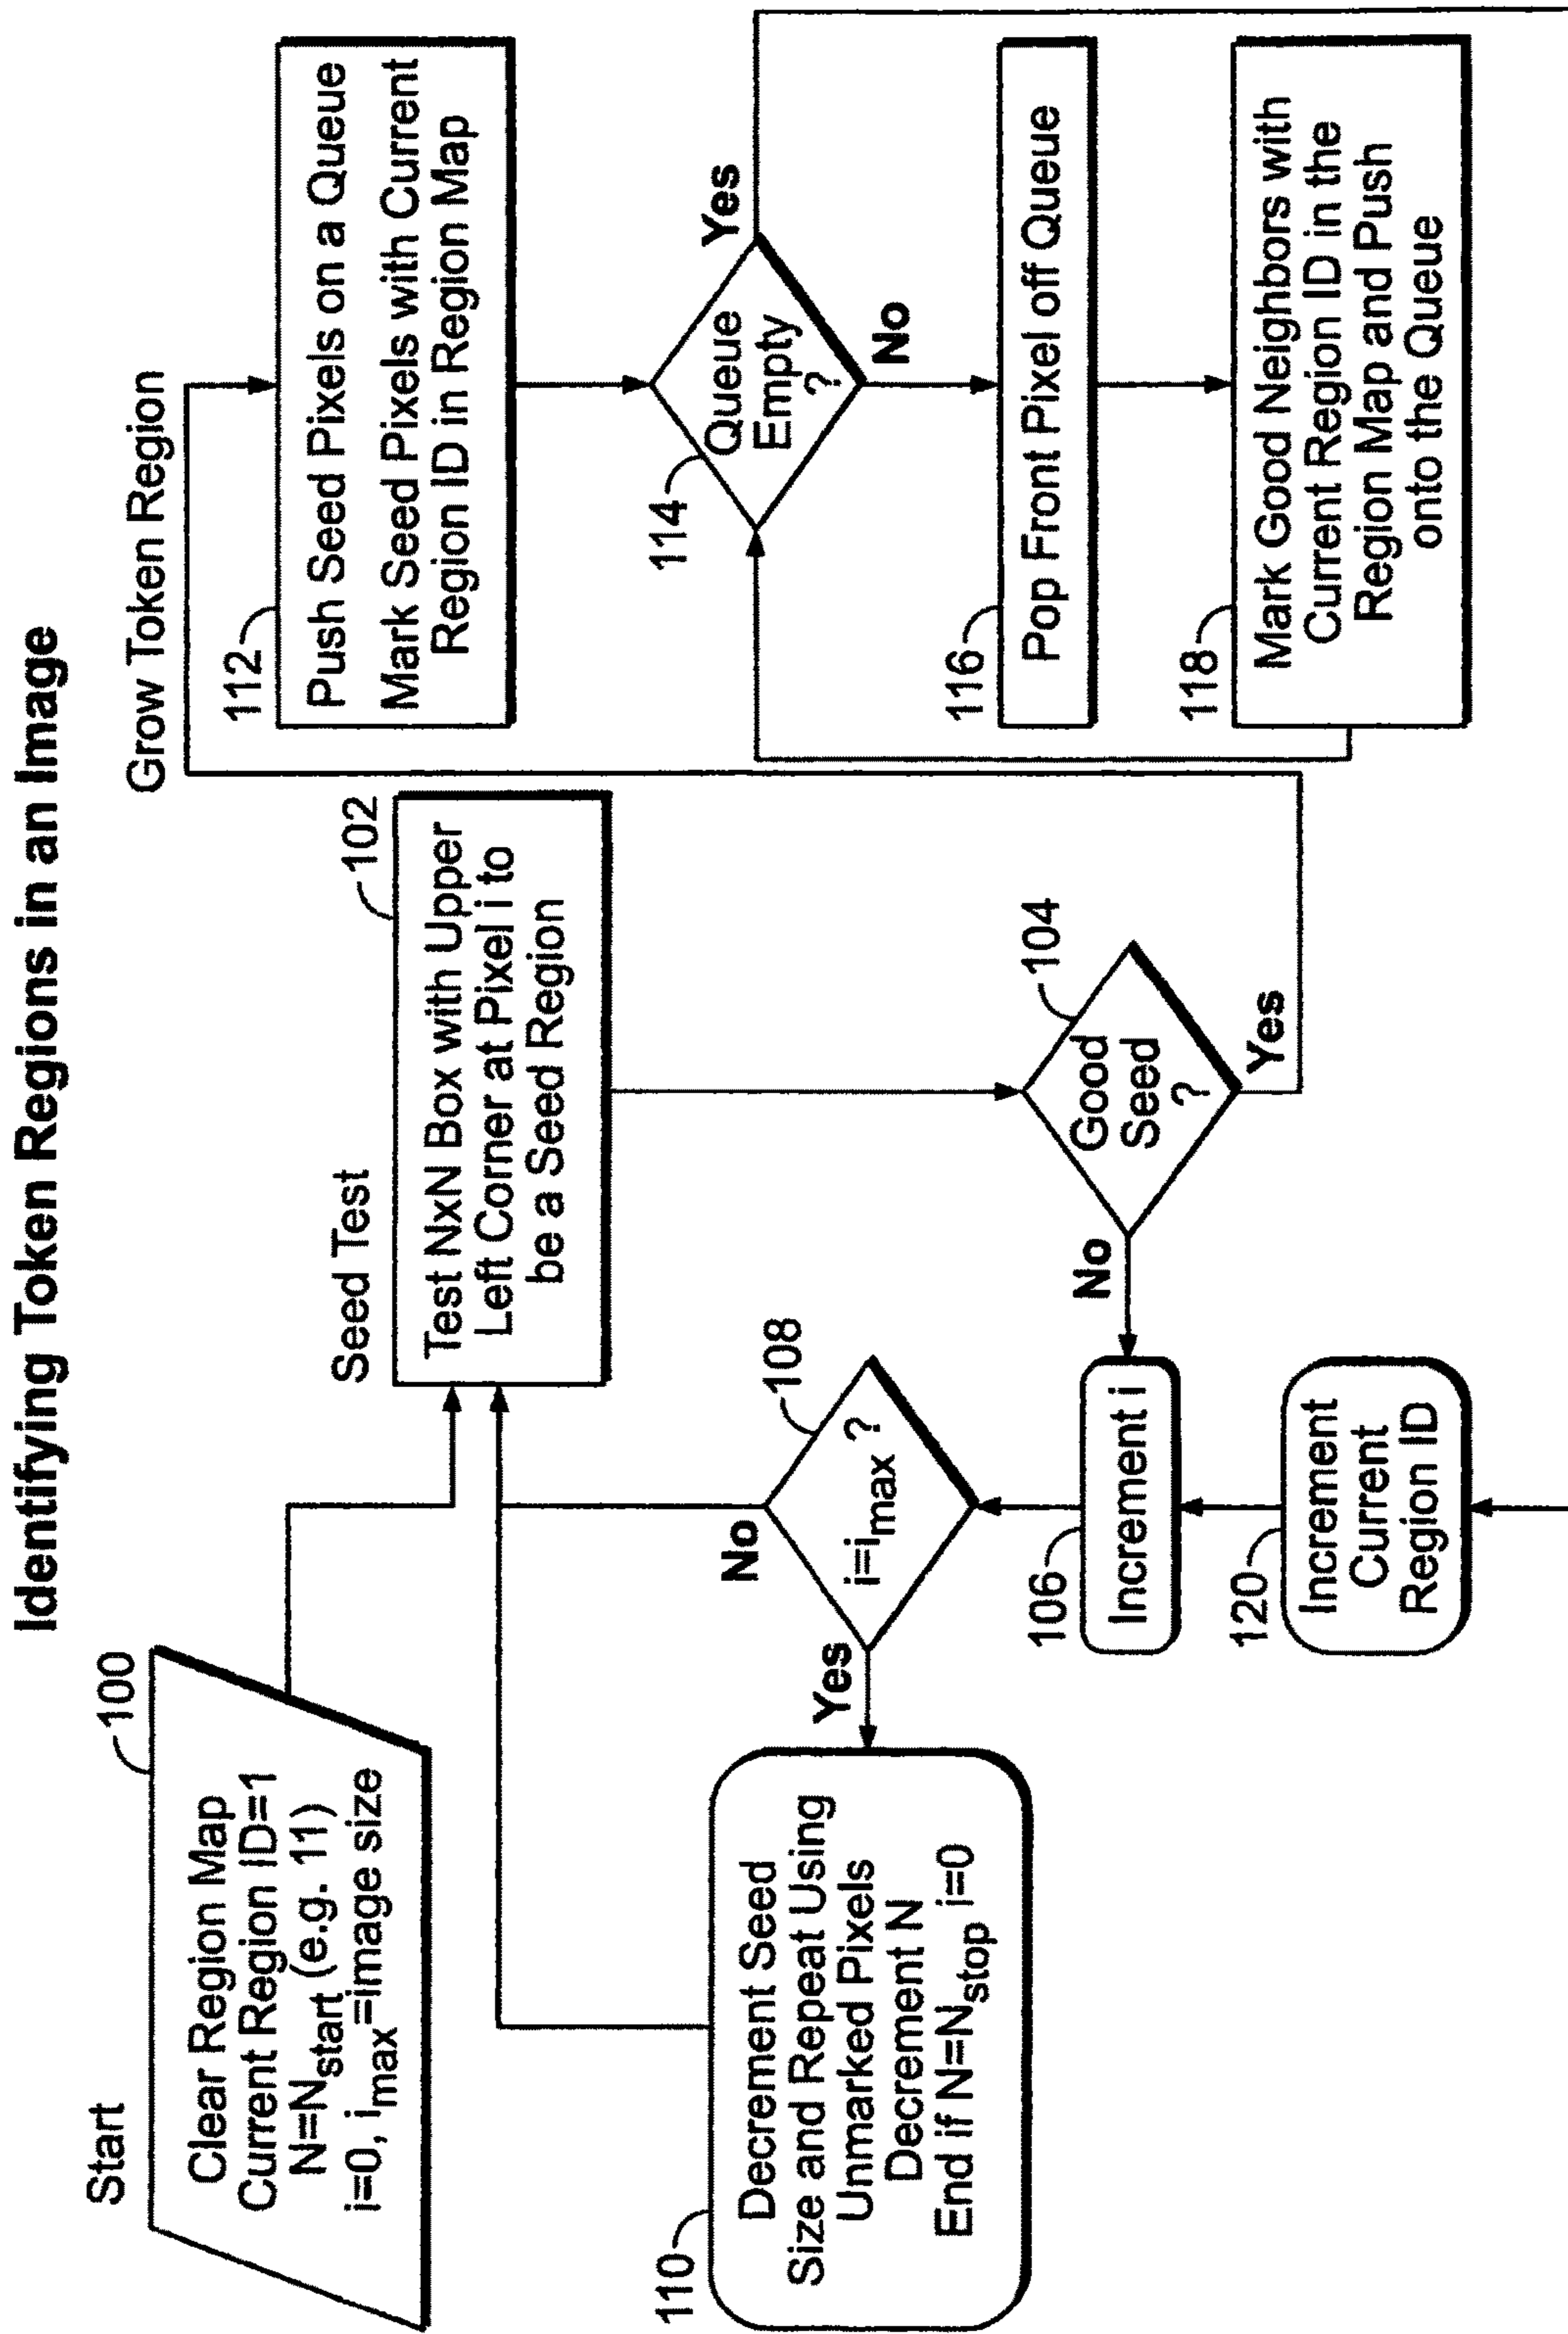 Identifying Token Regions in an Image
Start
100
Clear Region Map
Current Region ID=1
N=Nstart (e.g. 11)
i=0, imax=image size
Seed Test
102
Test NxN Box with Upper
Left Corner at Pixel i to
be a Seed Region
104
Good
Seed
?
No
Yes
106
Increment i
108
i=imax ?
No
Yes
110
Decrement Seed
Size and Repeat Using
Unmarked Pixels
Decrement N
End if N=Nstop i=0
Grow Token Region
112
Push Seed Pixels on a Queue
Mark Seed Pixels with Current
Region ID in Region Map
114
Queue
Empty
?
Yes
No
116
Pop Front Pixel off Queue
118
Mark Good Neighbors with
Current Region ID in the
Region Map and Push
onto the Queue
120
Increment
Current
Region ID